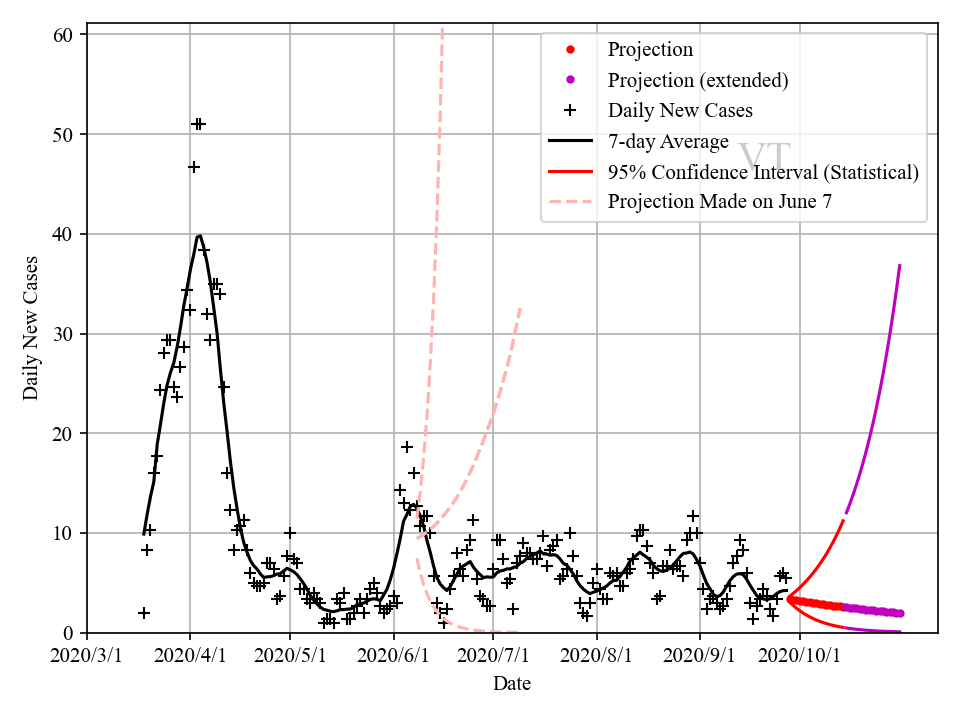 60
50
40
30
20
10
0
Daily New Cases
Projection
Projection (extended)
Daily New Cases
7-day Average
95% Confidence Interval (Statistical)
Projection Made on June 7
VT
2020/3/1 2020/4/1 2020/5/1 2020/6/1 2020/7/1 2020/8/1 2020/9/1 2020/10/1
Date